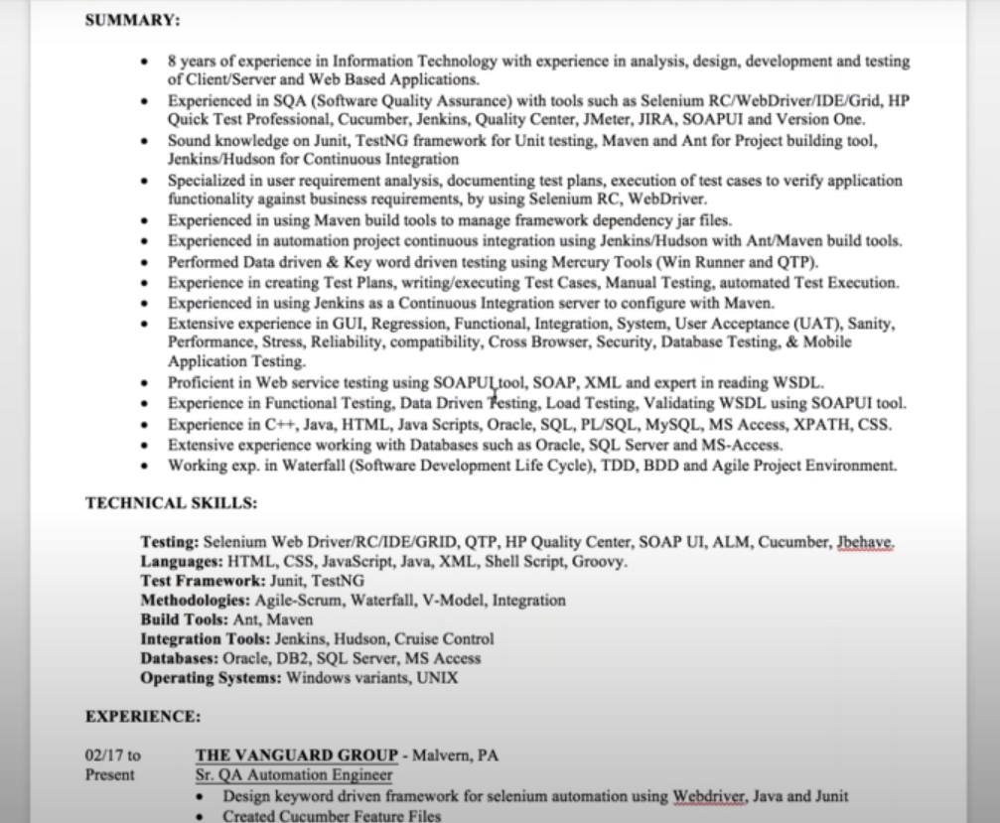 SUMMARY:
• 8 years of experience in Information Technology with experience in analysis, design, development and testing
of Client/Server and Web Based Applications.
• Experienced in SQA (Software Quality Assurance) with tools such as Selenium RC/WebDriver/IDE/Grid, HP
Quick Test Professional, Cucumber, Jenkins, Quality Center, JMeter, JIRA, SOAPUI and Version One.
• Sound knowledge on Junit, TestNG framework for Unit testing, Maven and Ant for Project building tool,
Jenkins/Hudson for Continuous Integration
• Specialized in user requirement analysis, documenting test plans, execution of test cases to verify application
functionality against business requirements, by using Selenium RC, WebDriver.
• Experienced in using Maven build tools to manage framework dependency jar files.
• Experienced in automation project continuous integration using Jenkins/Hudson with Ant/Maven build tools.
• Performed Data driven & Key word driven testing using Mercury Tools (Win Runner and QTP).
• Experience in creating Test Plans, writing/executing Test Cases, Manual Testing, automated Test Execution.
• Experienced in using Jenkins as a Continuous Integration server to configure with Maven.
• Extensive experience in GUI, Regression, Functional, Integration, System, User Acceptance (UAT), Sanity,
Performance, Stress, Reliability, compatibility, Cross Browser, Security, Database Testing, & Mobile
Application Testing.
• Proficient in Web service testing using SOAPUI tool, SOAP, XML and expert in reading WSDL.
• Experience in Functional Testing, Data Driven Testing, Load Testing, Validating WSDL using SOAPUI tool.
• Experience in C++, Java, HTML, Java Scripts, Oracle, SQL, PL/SQL, MySQL, MS Access, XPATH, CSS.
• Extensive experience working with Databases such as Oracle, SQL Server and MS-Access.
• Working exp. in Waterfall (Software Development Life Cycle), TDD, BDD and Agile Project Environment.
TECHNICAL SKILLS:
Testing: Selenium Web Driver/RC/IDE/GRID, QTP, HP Quality Center, SOAP UI, ALM, Cucumber, Jbehave.
Languages: HTML, CSS, JavaScript, Java, XML, Shell Script, Groovy.
Test Framework: Junit, TestNG
Methodologies: Agile-Scrum, Waterfall, V-Model, Integration
Build Tools: Ant, Maven
Integration Tools: Jenkins, Hudson, Cruise Control
Databases: Oracle, DB2, SQL Server, MS Access
Operating Systems: Windows variants, UNIX
EXPERIENCE:
02/17 to THE VANGUARD GROUP - Malvern, PA
Present Sr. QA Automation Engineer
• Design keyword driven framework for selenium automation using Webdriver, Java and Junit
• Created Cucumber Feature Files